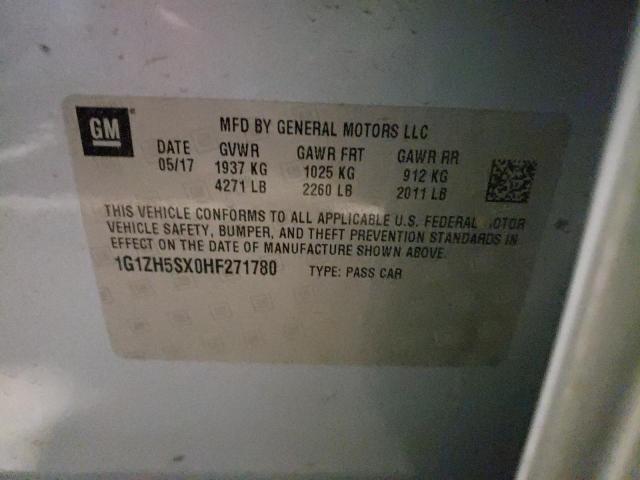 GM
MFD BY GENERAL MOTORS LLC
DATE GVWR GAWR FRT GAWR RR
05/17 1937 KG 1025 KG 912 KG
4271 LB 2260 LB 2011 LB
THIS VEHICLE CONFORMS TO ALL APPLICABLE U.S. FEDERAL MOTOR
VEHICLE SAFETY, BUMPER, AND THEFT PREVENTION STANDARDS IN
EFFECT ON THE DATE OF MANUFACTURE SHOWN ABOVE.
1G1ZH5SX0HF271780 TYPE: PASS CAR